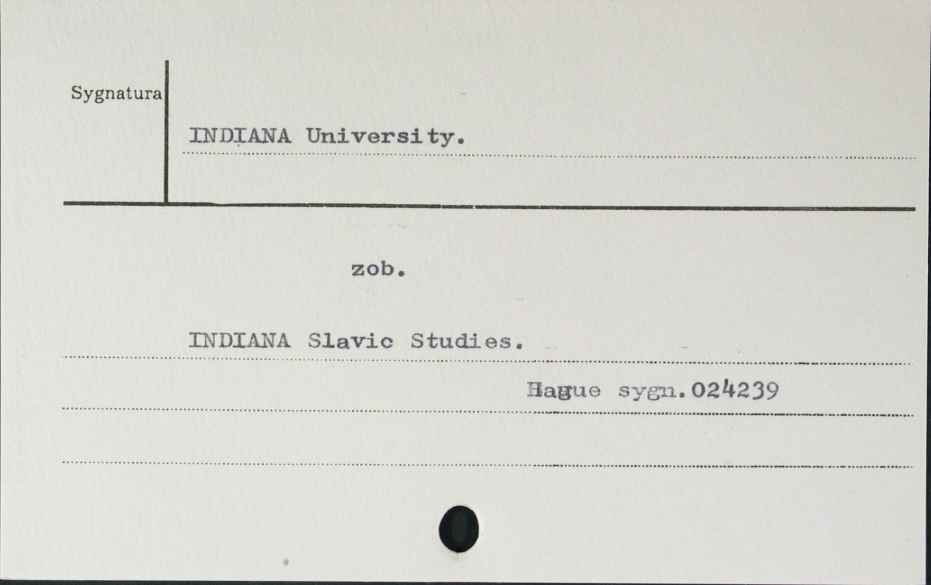 Sygnatura
INDIANA University.
zob.
INDIANA Slavic Studies.
Hague sygn.024239